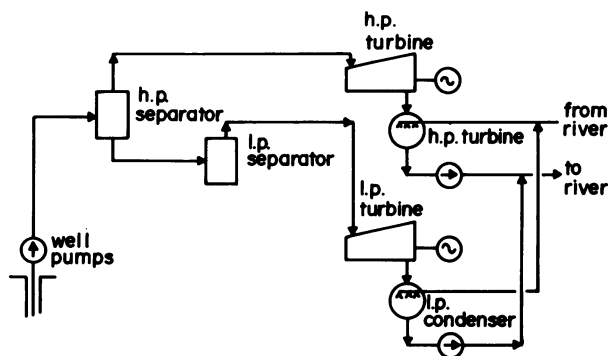 h.p.
turbine
h.p.
separator
l.p.
separator
from
river
h.p. turbine
to
river
l.p.
turbine
well
pumps
l.p.
condenser